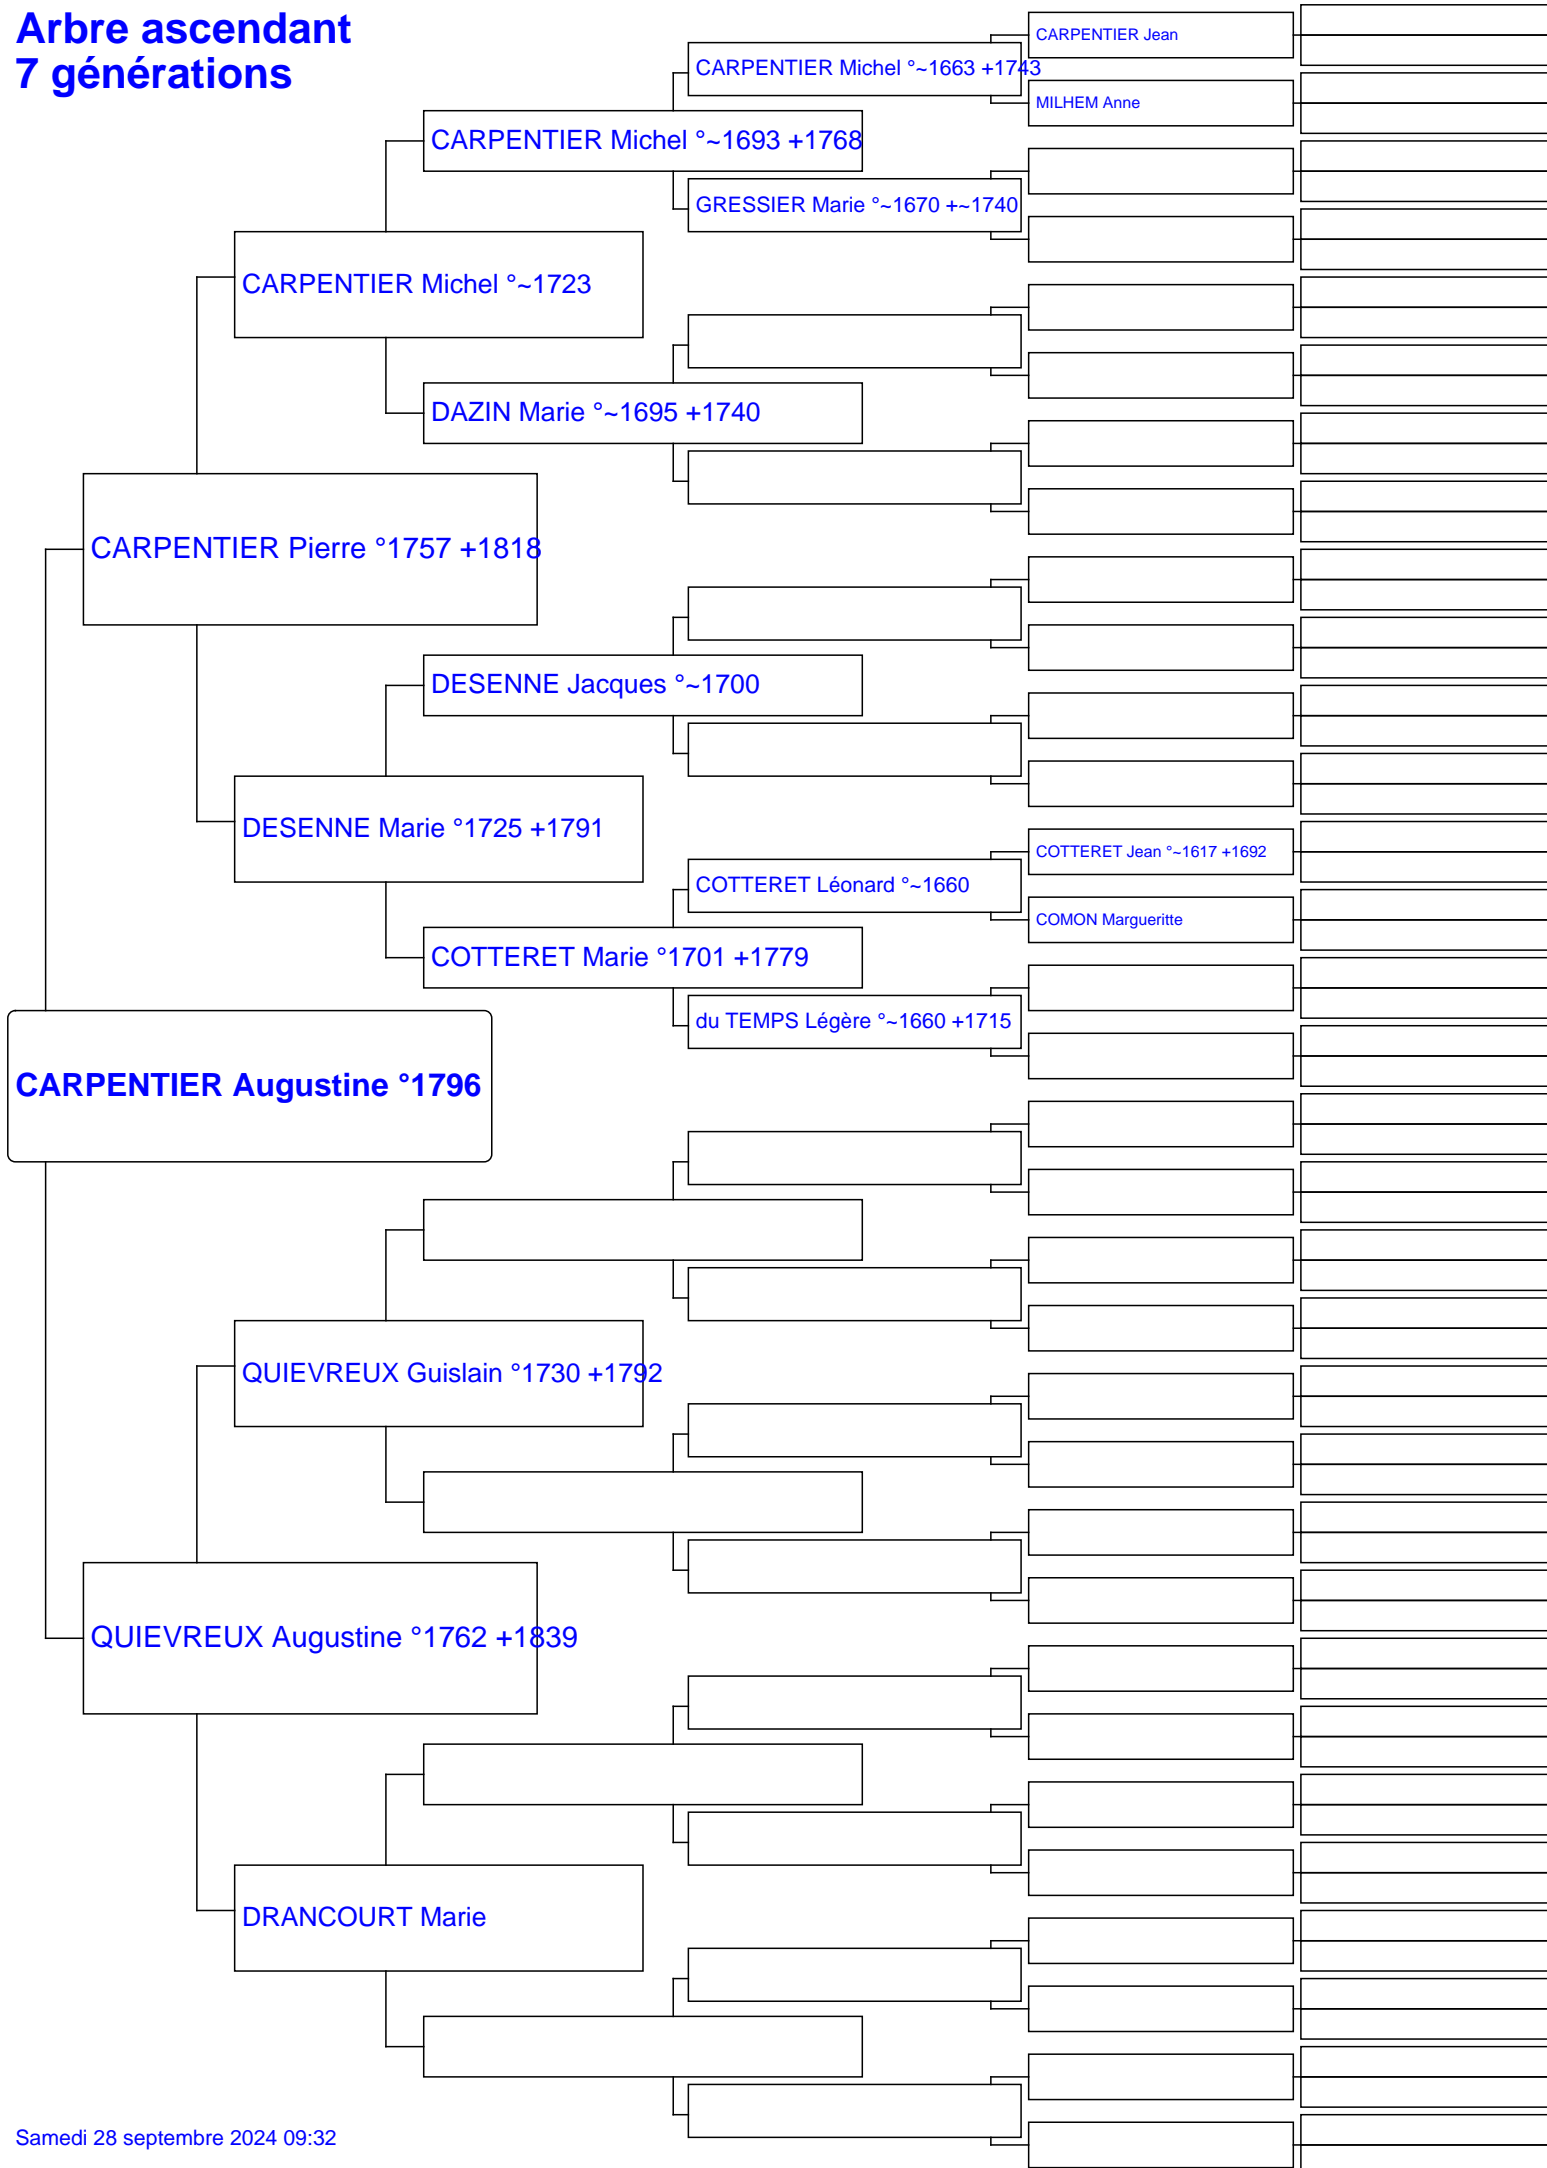 Arbre ascendant
7 générations
CARPENTIER Jean
CARPENTIER Michel °~1663 +1743
MILHEM Anne
CARPENTIER Michel °~1693 +1768
GRESSIER Marie °~1670 +~1740
CARPENTIER Michel °~1723
DAZIN Marie °~1695 +1740
CARPENTIER Pierre °1757 +1818
DESENNE Jacques °~1700
DESENNE Marie °1725 +1791
COTTERET Jean °~1617 +1692
COTTERET Léonard °~1660
COMON Margueritte
COTTERET Marie °1701 +1779
du TEMPS Légère °~1660 +1715
CARPENTIER Augustine °1796
QUIEVREUX Guislain °1730 +1792
QUIEVREUX Augustine °1762 +1839
DRANCOURT Marie
Samedi 28 septembre 2024 09:32